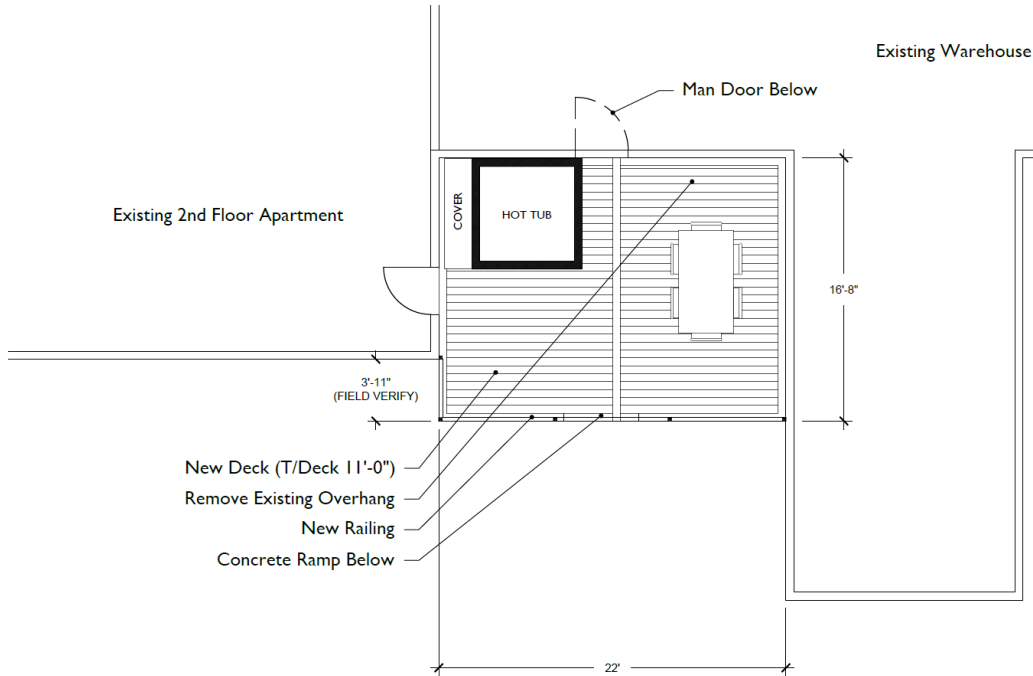 Existing Warehouse
Man Door Below
Existing 2nd Floor Apartment
COVER
HOT TUB
16'-8"
3'-11"
(FIELD VERIFY)
New Deck (T/Deck 11'-0")
Remove Existing Overhang
New Railing
Concrete Ramp Below
22'